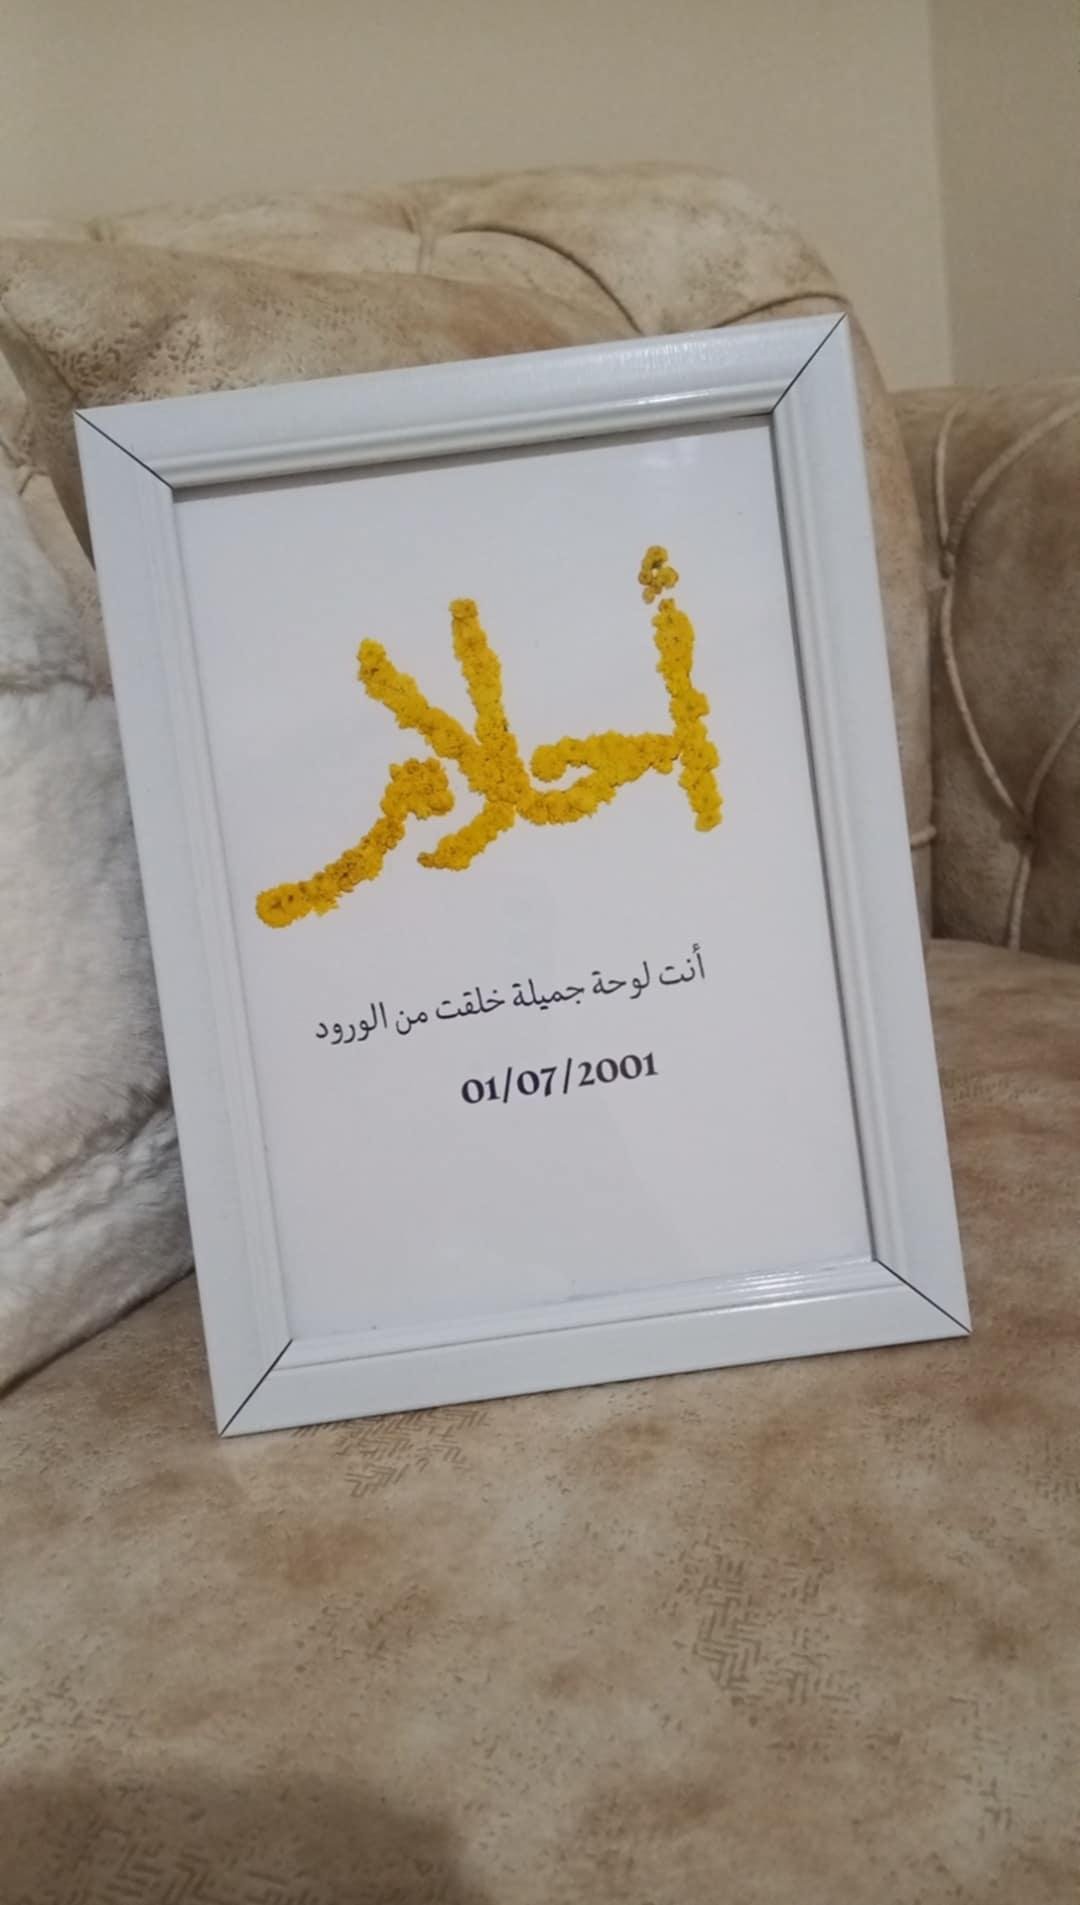 أحلام
أنت لوحة جميلة خلقت من الورود
01/07/2001